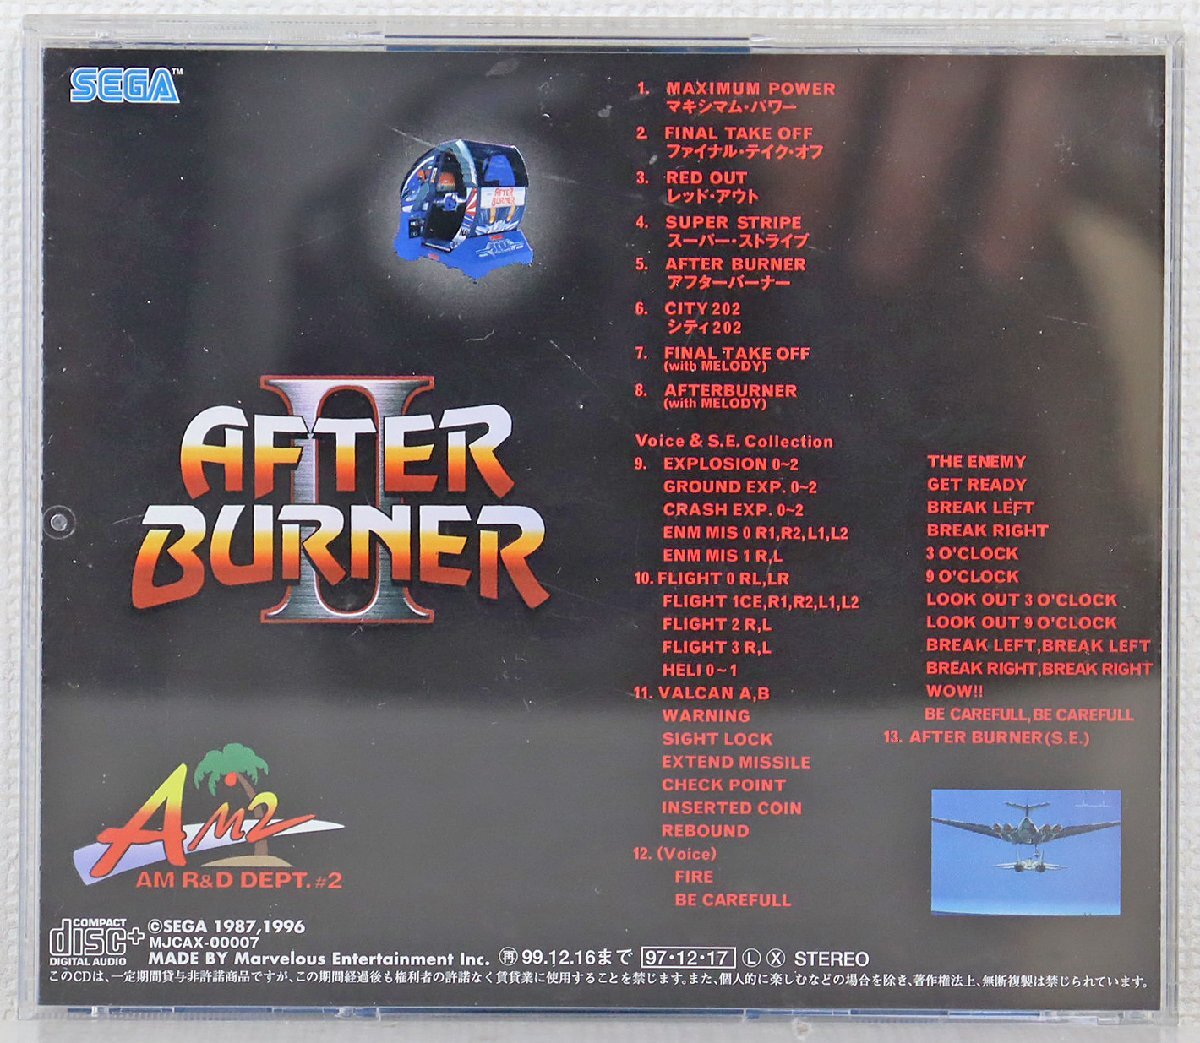 SEGA™
AFTER
BURNER
II
AFTER
BURNER
AM2
AM R&D DEPT. #2
1. MAXIMUM POWER
マキシマム・パワー
2. FINAL TAKE OFF
ファイナル・テイク・オフ
3. RED OUT
レッド・アウト
4. SUPER STRIPE
スーパー・ストライプ
5. AFTER BURNER
アフターバーナー
6. CITY 202
シティ202
7. FINAL TAKE OFF
(with MELODY)
8. AFTERBURNER
(with MELODY)
Voice & S.E. Collection
9. EXPLOSION 0~2
GROUND EXP. 0~2
CRASH EXP. 0~2
ENM MIS 0 R1,R2,L1,L2
ENM MIS 1 R,L
10. FLIGHT 0 RL,LR
FLIGHT 1CE,R1,R2,L1,L2
FLIGHT 2 R,L
FLIGHT 3 R,L
HELI 0~1
11. VALCAN A,B
WARNING
SIGHT LOCK
EXTEND MISSILE
CHECK POINT
INSERTED COIN
REBOUND
12. (Voice)
FIRE
BE CAREFULL
THE ENEMY
GET READY
BREAK LEFT
BREAK RIGHT
3 O'CLOCK
9 O'CLOCK
LOOK OUT 3 O'CLOCK
LOOK OUT 9 O'CLOCK
BREAK LEFT,BREAK LEFT
BREAK RIGHT,BREAK RIGHT
WOW!!
BE CAREFULL,BE CAREFULL
13. AFTER BURNER(S.E.)
COMPACT
disc+
DIGITAL AUDIO
©SEGA 1987,1996
MJCAX-00007
MADE BY Marvelous Entertainment Inc. 再99.12.16まで 97・12・17 Ⓛ Ⓧ STEREO
このCDは、一定期間貸与非許諾商品ですが、この期間経過後も権利者の許諾なく賃貸業に使用することを禁じます。また、個人的に楽しむなどの場合を除き、著作権法上、無断複製は禁じられています。